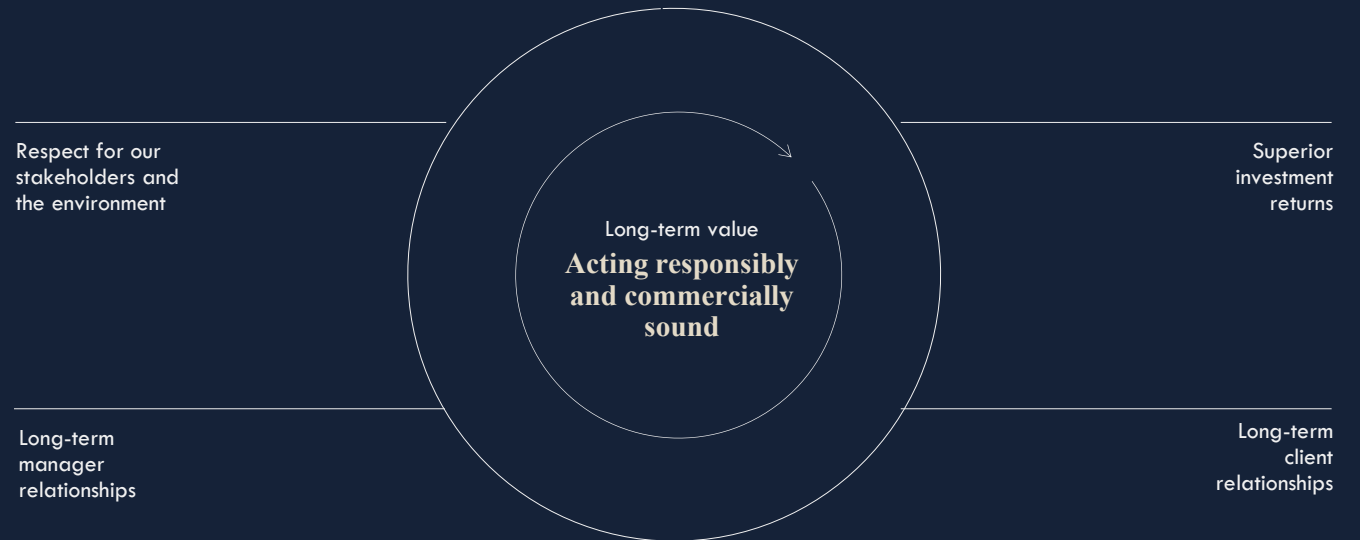 Respect for our
stakeholders and
the environment
Superior
investment
returns
Long-term value
Acting responsibly
and commercially
sound
Long-term
manager
relationships
Long-term
client
relationships